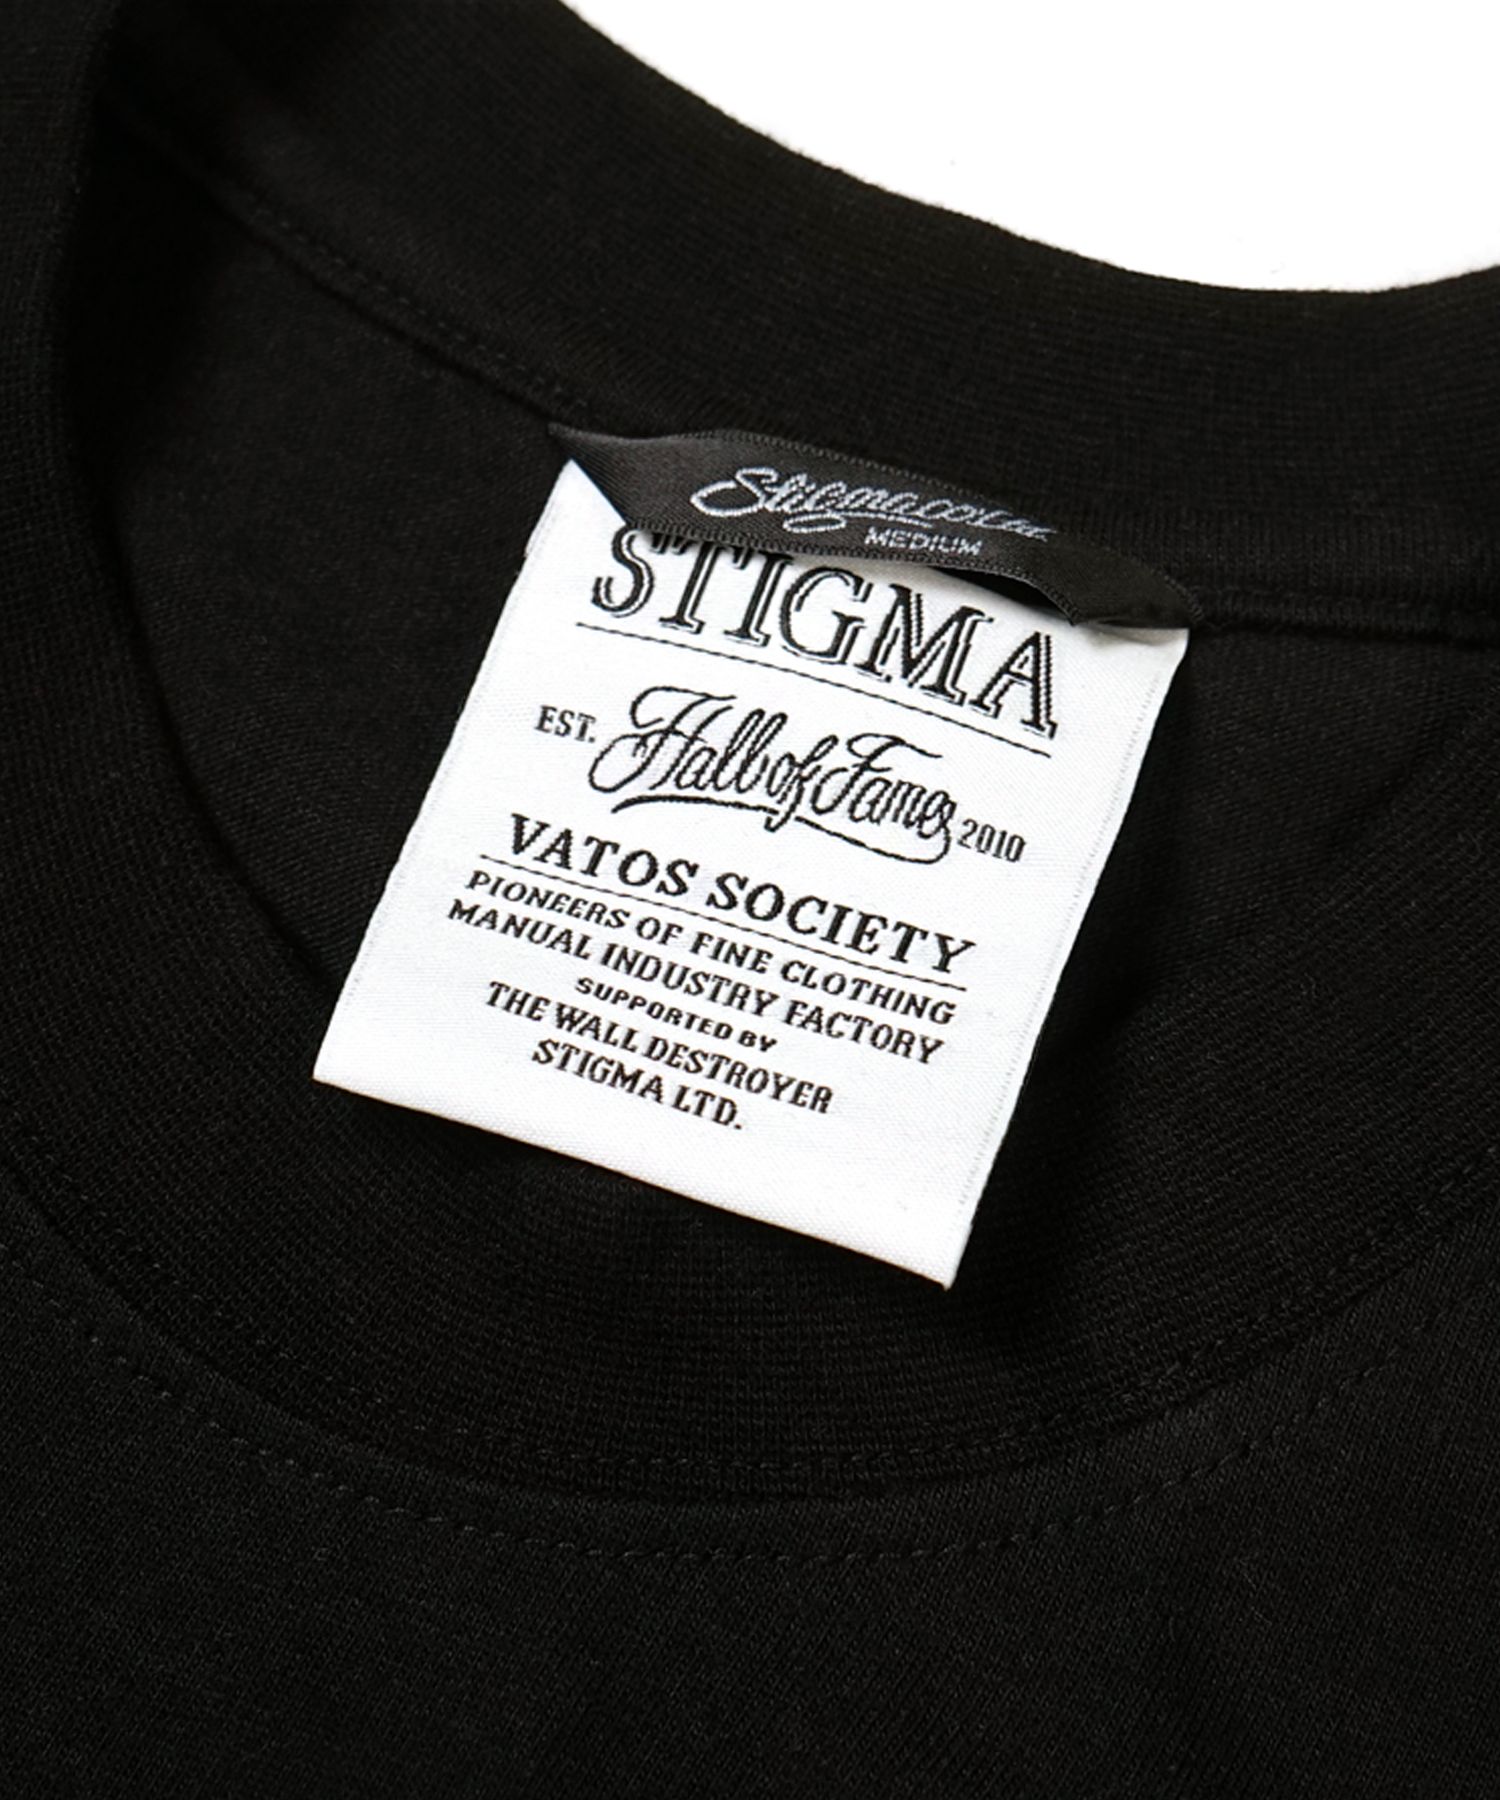 Stigma
MEDIUM
STIGMA
EST. Hall of Fame 2010
VATOS SOCIETY
PIONEERS OF FINE CLOTHING
MANUAL INDUSTRY FACTORY
SUPPORTED BY
THE WALL DESTROYER
STIGMA LTD.